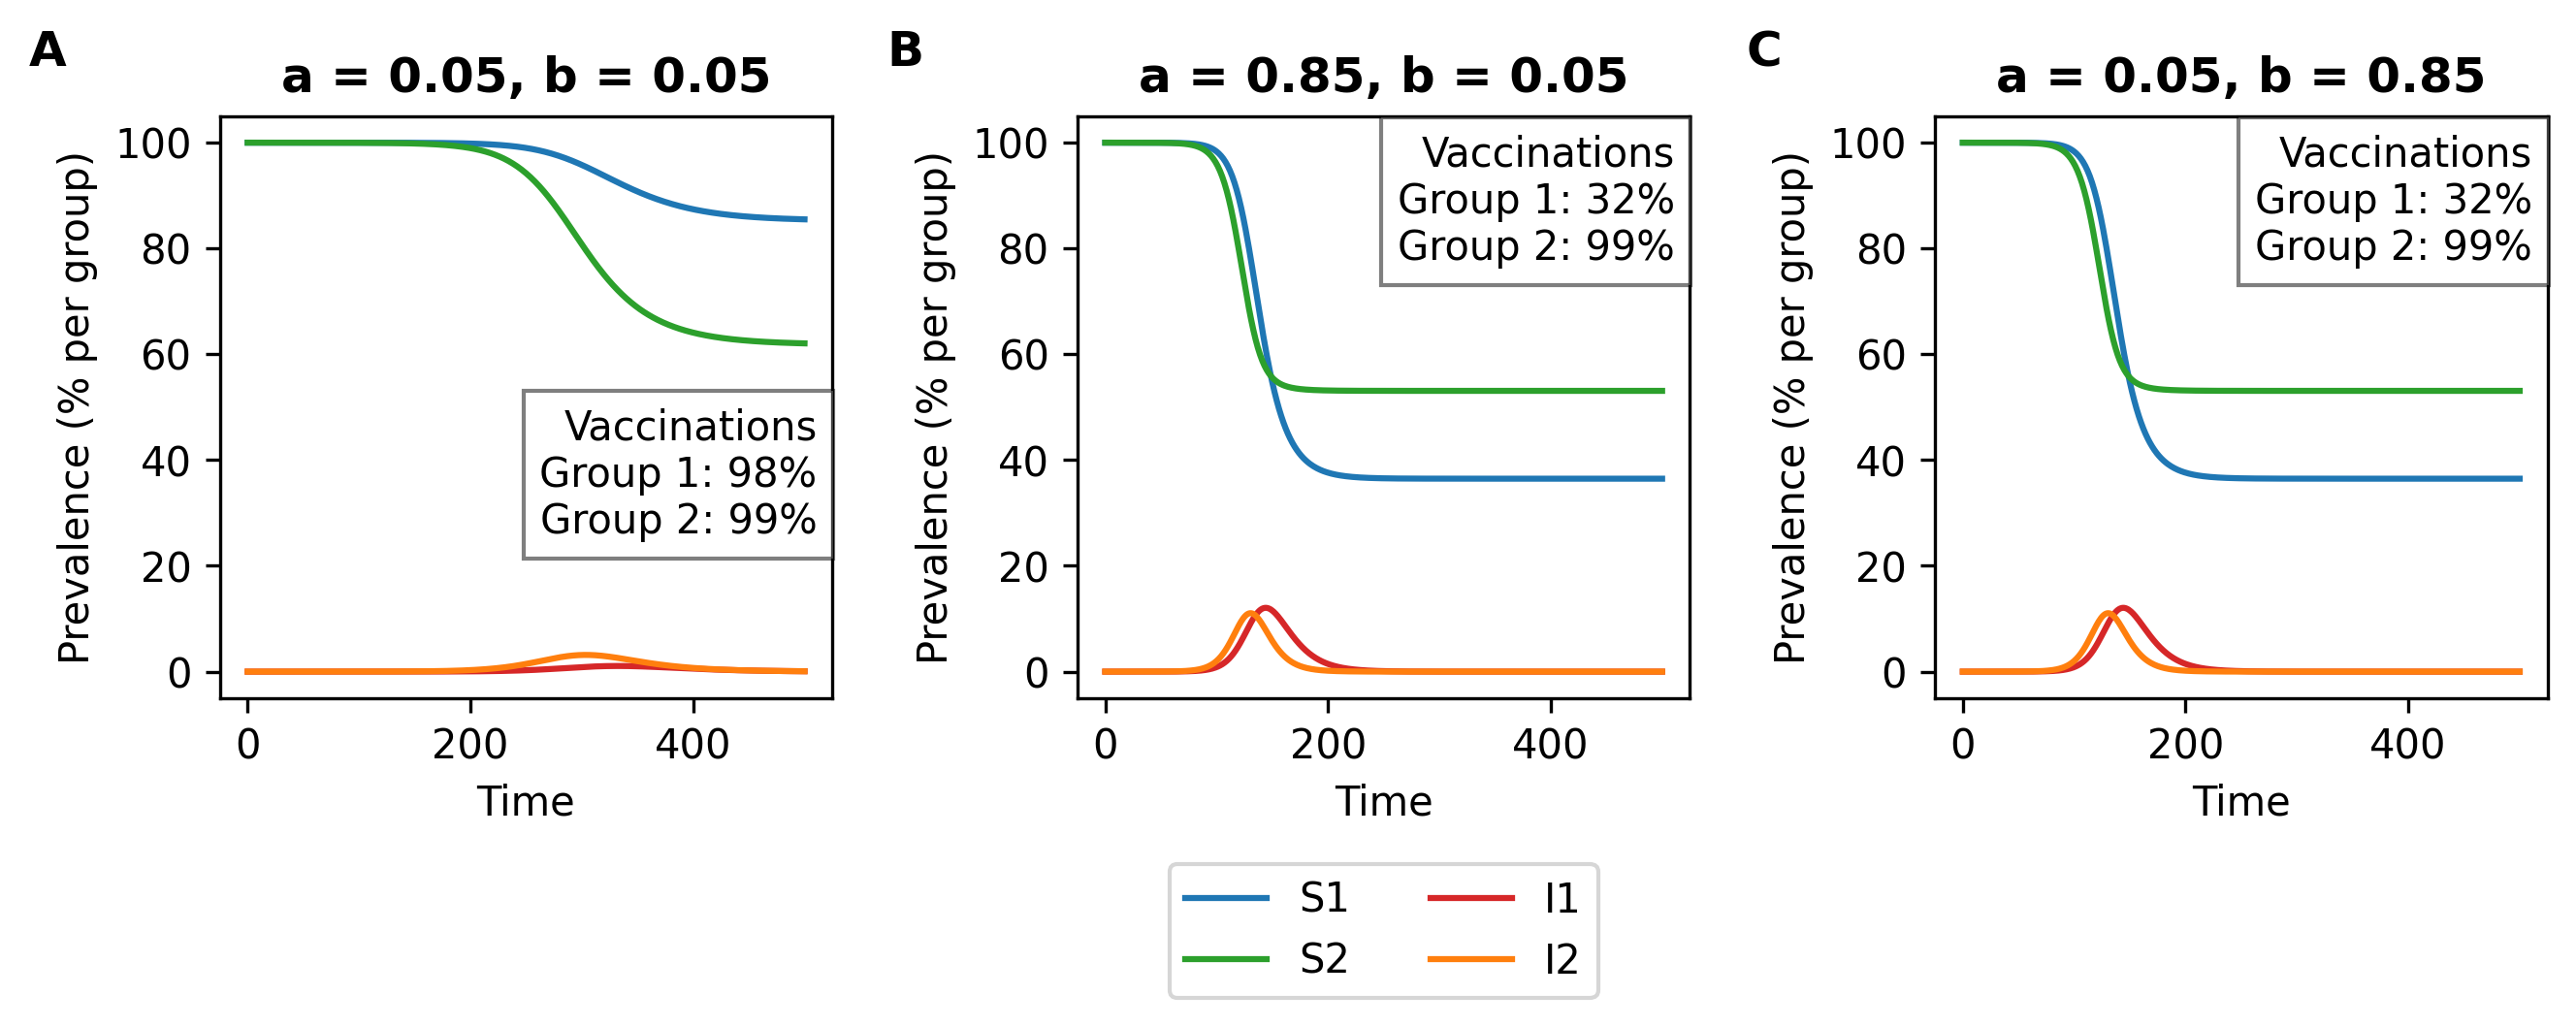 A
a = 0.05, b = 0.05
Prevalence (% per group)
100
80
60
40
20
0
Vaccinations
Group 1: 98%
Group 2: 99%
0 200 400
Time
B
a = 0.85, b = 0.05
Prevalence (% per group)
100
80
60
40
20
0
Vaccinations
Group 1: 32%
Group 2: 99%
0 200 400
Time
C
a = 0.05, b = 0.85
Prevalence (% per group)
100
80
60
40
20
0
Vaccinations
Group 1: 32%
Group 2: 99%
0 200 400
Time
S1 I1
S2 I2